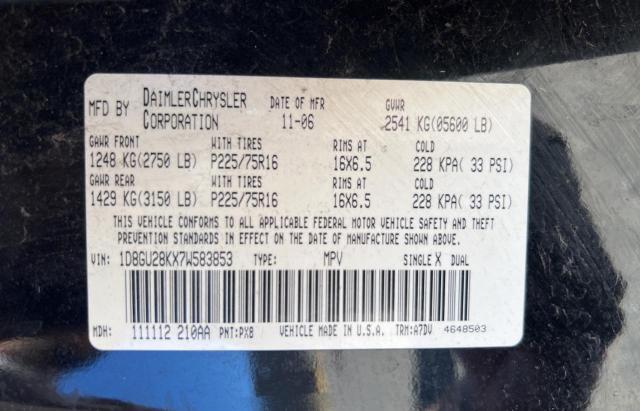 MFD BY DAIMLERCHRYSLER CORPORATION DATE OF MFR 11-06 GVWR 2541 KG(05600 LB)
GAWR FRONT WITH TIRES RIMS AT COLD
1248 KG(2750 LB) P225/75R16 16X6.5 228 KPA( 33 PSI)
GAWR REAR WITH TIRES RIMS AT COLD
1429 KG(3150 LB) P225/75R16 16X6.5 228 KPA( 33 PSI)
THIS VEHICLE CONFORMS TO ALL APPLICABLE FEDERAL MOTOR VEHICLE SAFETY AND THEFT
PREVENTION STANDARDS IN EFFECT ON THE DATE OF MANUFACTURE SHOWN ABOVE.
VIN: 1D8GU28KX7W583853 TYPE: MPV SINGLE X DUAL
MDH: 111112 210AA PNT:PX8 VEHICLE MADE IN U.S.A. TRM:A7DV 4648503